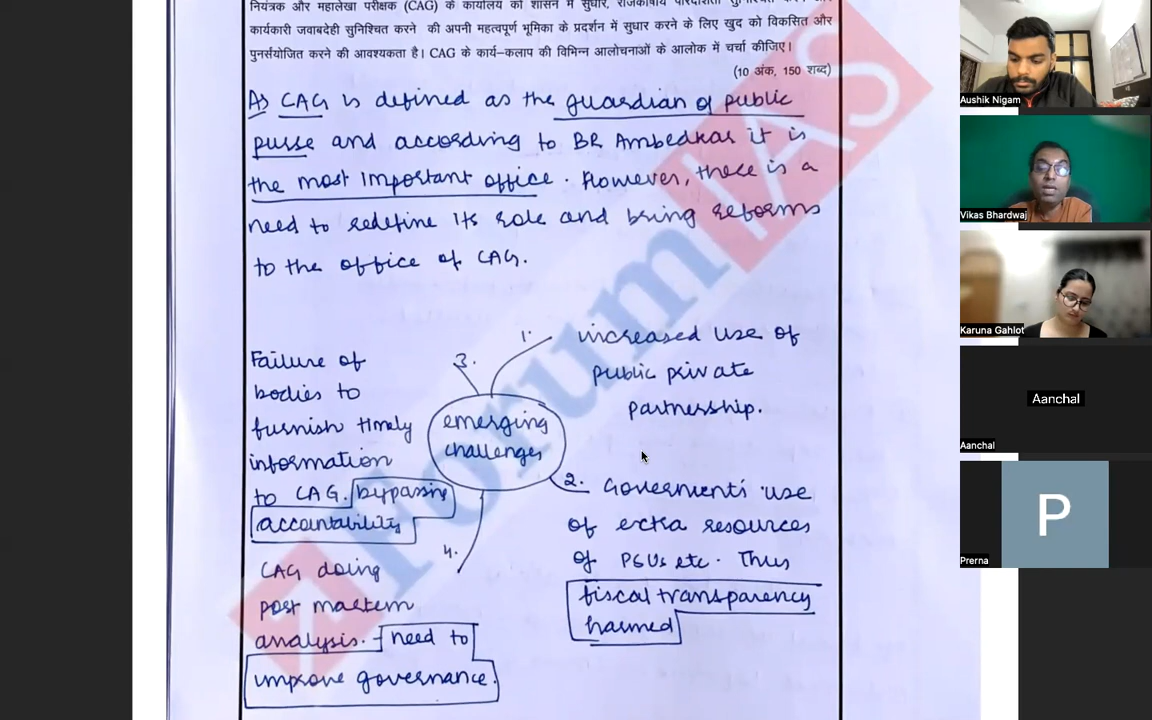 नियंत्रक और महालेखा परीक्षक (CAG) के कार्यालय को शासन में सुधार, राजकोषीय पारदर्शिता
कार्यकारी जवाबदेही सुनिश्चित करने की अपनी महत्वपूर्ण भूमिका के प्रदर्शन में सुधार करने के लिए खुद को विकसित और
पुनर्संयोजित करने की आवश्यकता है। CAG के कार्य-कलाप की विभिन्न आलोचनाओं के आलोक में चर्चा कीजिए।
(10 अंक, 150 शब्द)
As CAG is defined as the guardian of public
purse and according to BR Ambedkar it is
the most important office. However, there is a
need to redefine its role and bring reforms
to the office of CAG.
emerging
challenges
1. increased use of
public private
partnership.
2. Goverment's use
of extra resources
of PSUs etc. Thus
fiscal transparency
harmed
3.
Failure of
bodies to
furnish timely
information
to CAG. bypassing
accountability
4.
CAG doing
post martem
analysis. - need to
improve governance.
Forum IAS
Aushik Nigam
Vikas Bhardwaj
Karuna Gahlot
Aanchal
Aanchal
P
Prerna